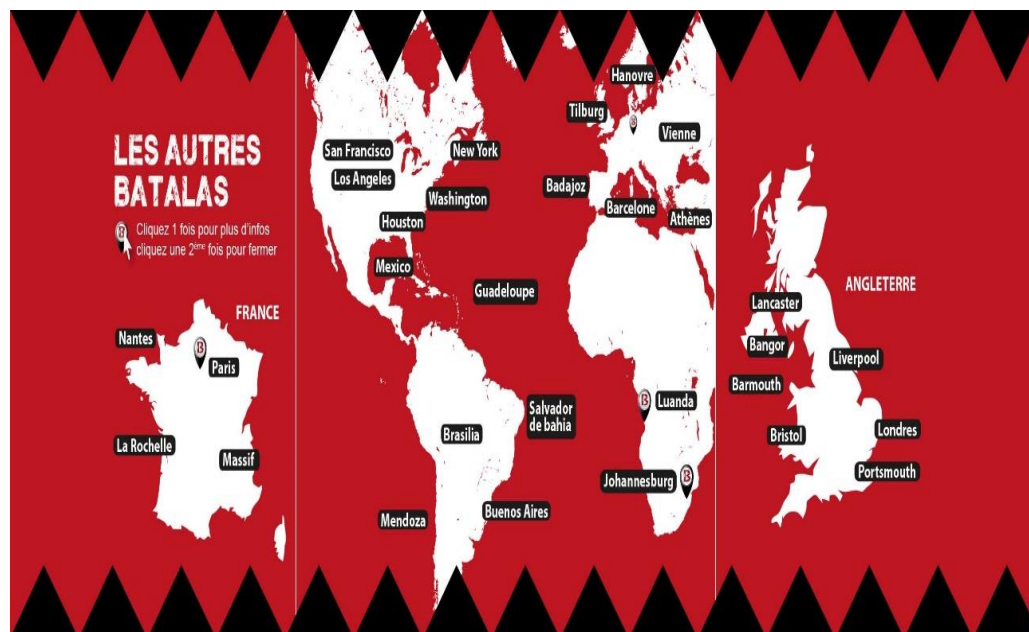 LES AUTRES
BATALAS
Cliquez 1 fois pour plus d'infos
cliquez une 2ème fois pour fermer
FRANCE
Nantes
B
Paris
La Rochelle
Massif
Hanovre
Tilburg
B
Vienne
San Francisco
New York
Los Angeles
Washington
Badajoz
Barcelone
Athènes
Houston
Mexico
Guadeloupe
B
Luanda
Salvador
de bahia
Brasilia
Johannesburg
B
Mendoza
Buenos Aires
ANGLETERRE
Lancaster
Bangor
Liverpool
Barmouth
Bristol
Londres
Portsmouth